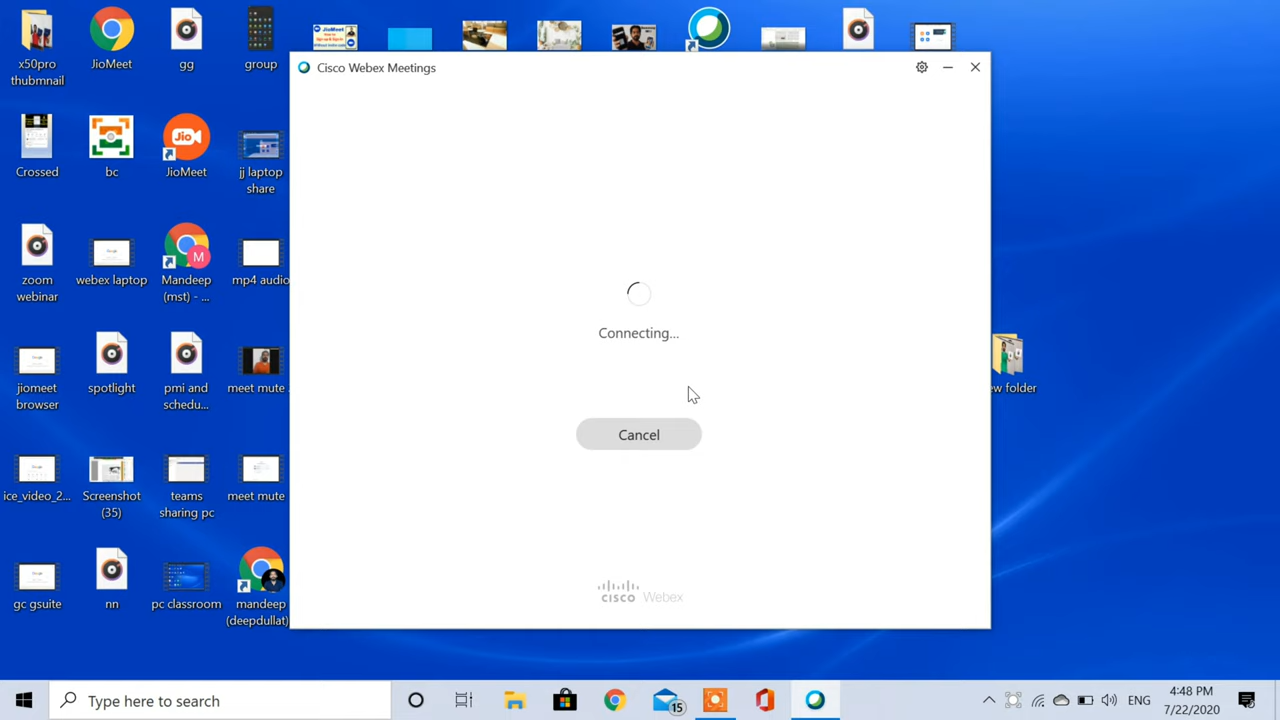 x50pro
thubmnail
JioMeet
gg
group
Crossed
bc
Jio
JioMeet
jj laptop
share
zoom
webinar
webex laptop
M
Mandeep
(mst) - ...
mp4 audio
jiomeet
browser
spotlight
pmi and
schedu...
meet mute
ice_video_2...
Screenshot
(35)
teams
sharing pc
meet mute
gc gsuite
nn
pc classroom
mandeep
(deepdullat)
JioMeet
Cisco Webex Meetings
Connecting...
Cancel
CISCO Webex
ew folder
Type here to search
15
ENG
4:48 PM
7/22/2020